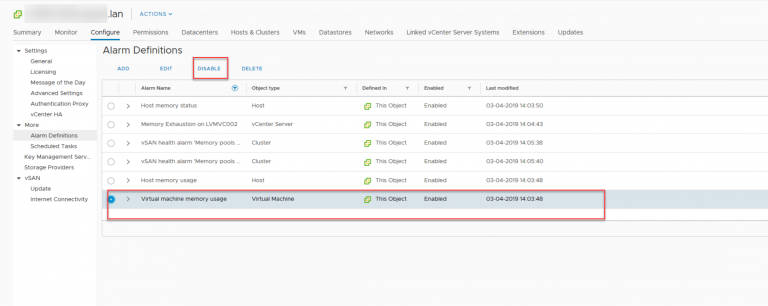 .lan ACTIONS
Summary Monitor Configure Permissions Datacenters Hosts & Clusters VMs Datastores Networks Linked vCenter Server Systems Extensions Updates
Settings
General
Licensing
Message of the Day
Advanced Settings
Authentication Proxy
vCenter HA
More
Alarm Definitions
Scheduled Tasks
Key Management Serv...
Storage Providers
vSAN
Update
Internet Connectivity
Alarm Definitions
ADD EDIT DISABLE DELETE
Alarm Name Object type Defined In Enabled Last modified
Host memory status Host This Object Enabled 03-04-2019 14:03:50
Memory Exhaustion on LVMVC002 vCenter Server This Object Enabled 03-04-2019 14:04:43
vSAN health alarm 'Memory pools ... Cluster This Object Enabled 03-04-2019 14:05:38
vSAN health alarm 'Memory pools ... Cluster This Object Enabled 03-04-2019 14:05:40
Host memory usage Host This Object Enabled 03-04-2019 14:03:48
Virtual machine memory usage Virtual Machine This Object Enabled 03-04-2019 14:03:48